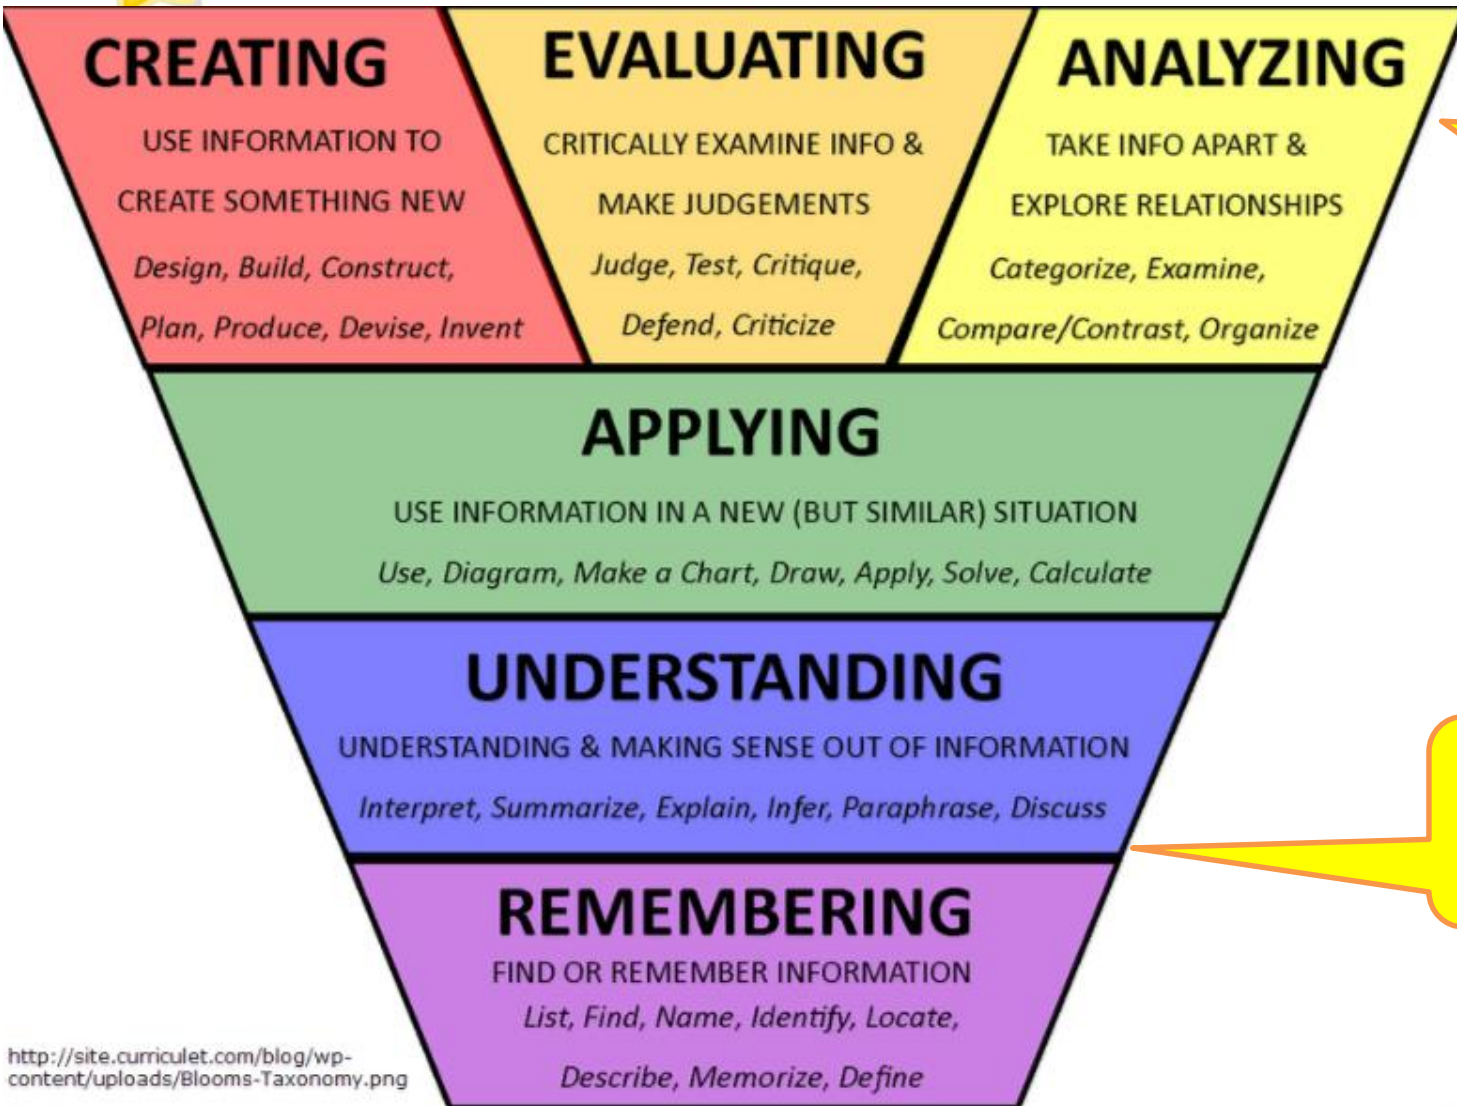 CREATING
USE INFORMATION TO
CREATE SOMETHING NEW
Design, Build, Construct,
Plan, Produce, Devise, Invent
EVALUATING
CRITICALLY EXAMINE INFO &
MAKE JUDGEMENTS
Judge, Test, Critique,
Defend, Criticize
ANALYZING
TAKE INFO APART &
EXPLORE RELATIONSHIPS
Categorize, Examine,
Compare/Contrast, Organize
APPLYING
USE INFORMATION IN A NEW (BUT SIMILAR) SITUATION
Use, Diagram, Make a Chart, Draw, Apply, Solve, Calculate
UNDERSTANDING
UNDERSTANDING & MAKING SENSE OUT OF INFORMATION
Interpret, Summarize, Explain, Infer, Paraphrase, Discuss
REMEMBERING
FIND OR REMEMBER INFORMATION
List, Find, Name, Identify, Locate,
Describe, Memorize, Define
http://site.curriculet.com/blog/wp-
content/uploads/Blooms-Taxonomy.png